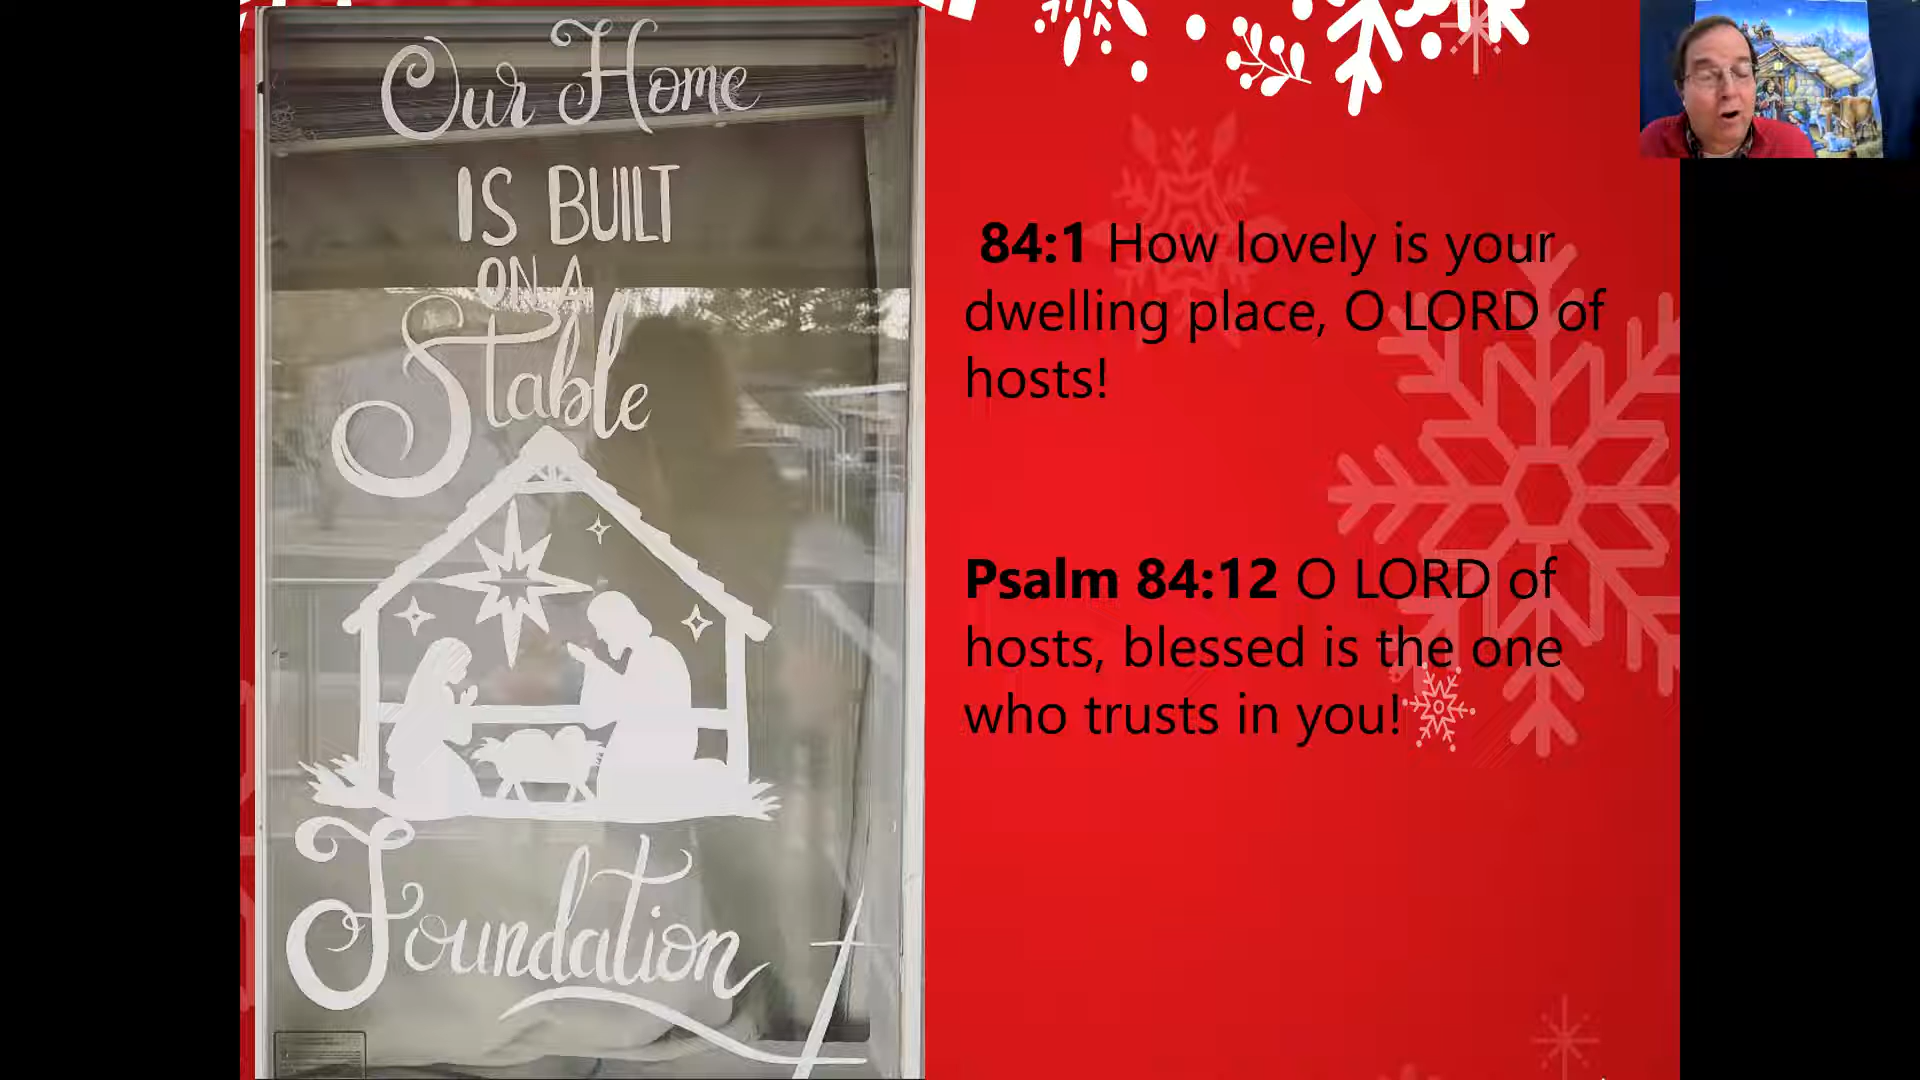 Our Home
IS BUILT
ON A
Stable
Foundation
84:1 How lovely is your
dwelling place, O LORD of
hosts!
Psalm 84:12 O LORD of
hosts, blessed is the one
who trusts in you!